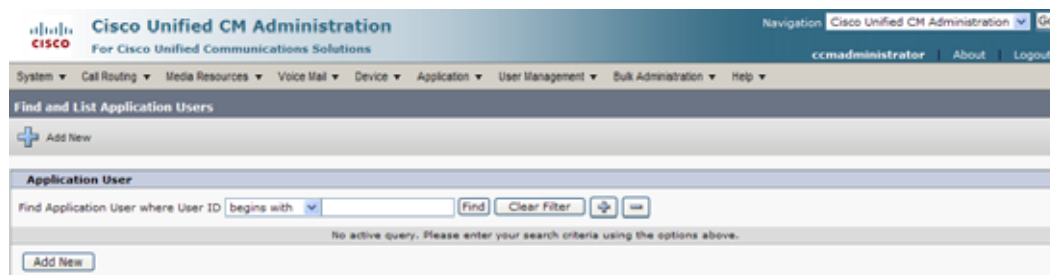 Cisco Unified CM Administration
For Cisco Unified Communications Solutions
CISCO
Navigation Cisco Unified CM Administration
ccmadministrator | About | Logout
System Call Routing Media Resources Voice Mail Device Application User Management Bulk Administration Help
Find and List Application Users
Add New
Application User
Find Application User where User ID begins with Find Clear Filter
No active query. Please enter your search criteria using the options above.
Add New